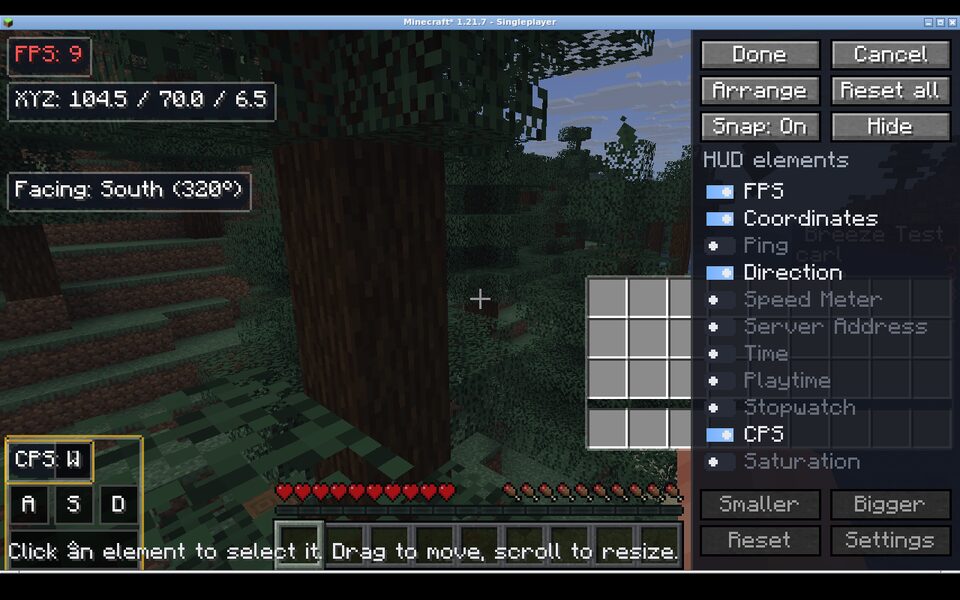 Minecraft* 1.21.7 - Singleplayer
FPS: 9
XYZ: 104.5 / 70.0 / 6.5
Facing: South (320°)
Done
Cancel
Arrange
Reset all
Snap: On
Hide
HUD elements
FPS
Coordinates
Ping
Breeze Test
carl
Direction
Speed Meter
Server Address
Time
Playtime
Stopwatch
CPS
Saturation
Smaller
Bigger
Reset
Settings
CPS W
A S D
Click an element to select it. Drag to move, scroll to resize.